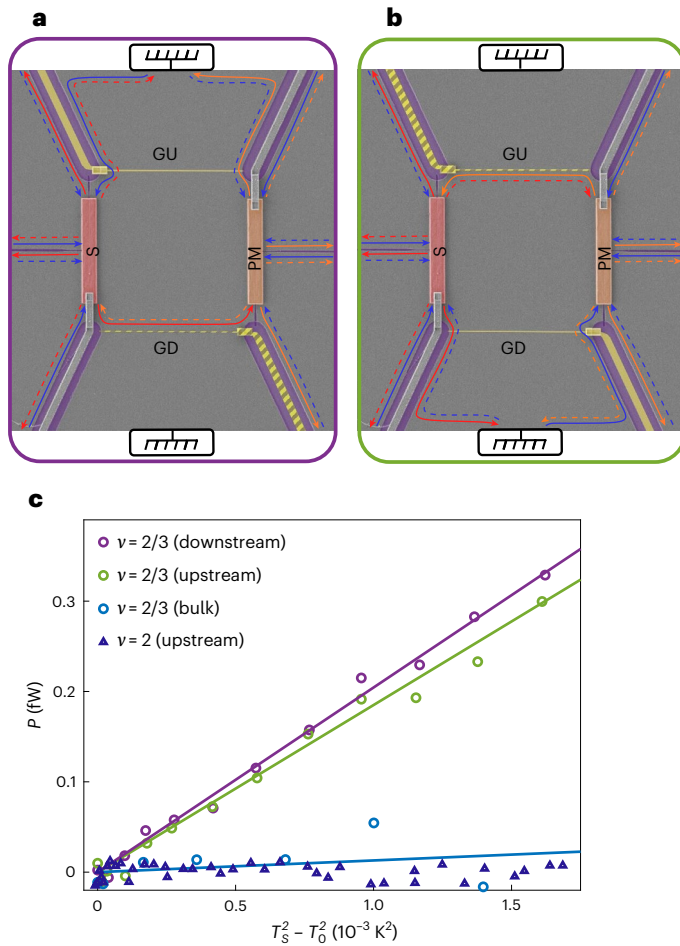 a
b
GU
S
PM
GD
GU
S
PM
GD
c
ν = 2/3 (downstream)
ν = 2/3 (upstream)
ν = 2/3 (bulk)
ν = 2 (upstream)
P (fW)
0.3
0.2
0.1
0
0
0.5
1.0
1.5
T_S^2 – T_0^2 (10^–3 K^2)